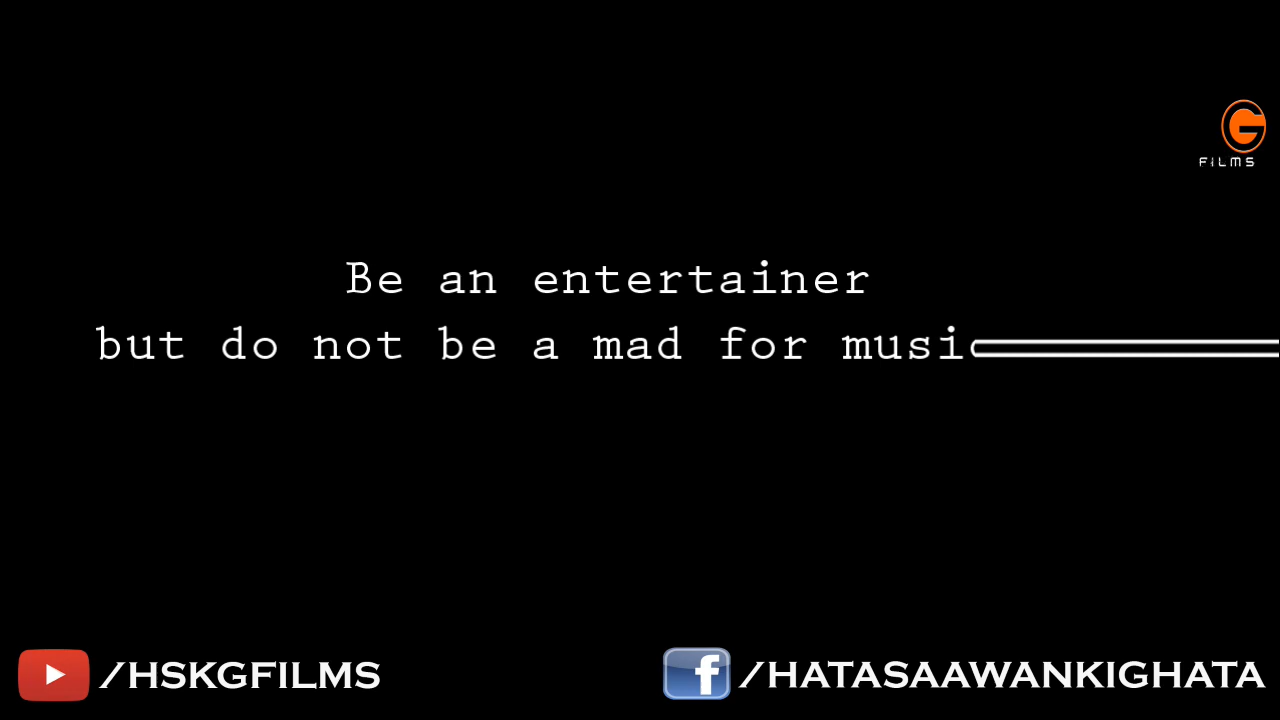 FILMS
Be an entertainer
but do not be a mad for musi
/HSKGFILMS
/HATASAAWANKIGHATA